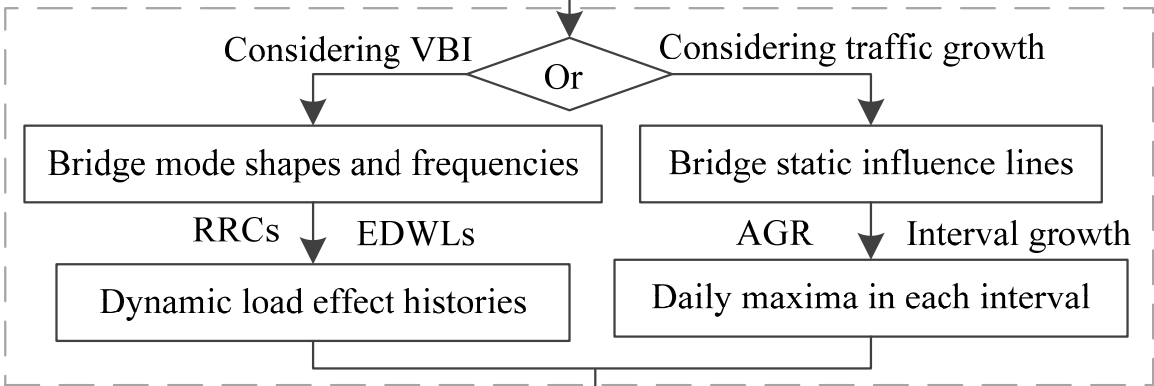 Considering VBI
Considering traffic growth
Or
Bridge mode shapes and frequencies
Bridge static influence lines
RRCs
EDWLs
AGR
Interval growth
Dynamic load effect histories
Daily maxima in each interval